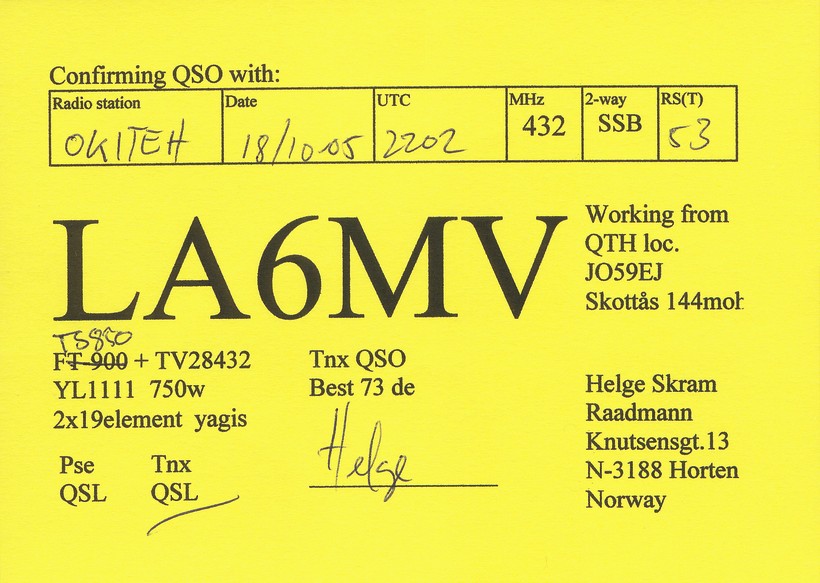 Confirming QSO with:
Radio station Date UTC MHz 2-way RS(T)
OK1TEH 18/10-05 2202 432 SSB 53
LA6MV
Working from
QTH loc.
JO59EJ
Skottås 144moh
TS850
FT-900 + TV28432
YL1111 750w
2x19element yagis
Tnx QSO
Best 73 de
Helge
Pse Tnx
QSL QSL
Helge Skram
Raadmann
Knutsensgt.13
N-3188 Horten
Norway